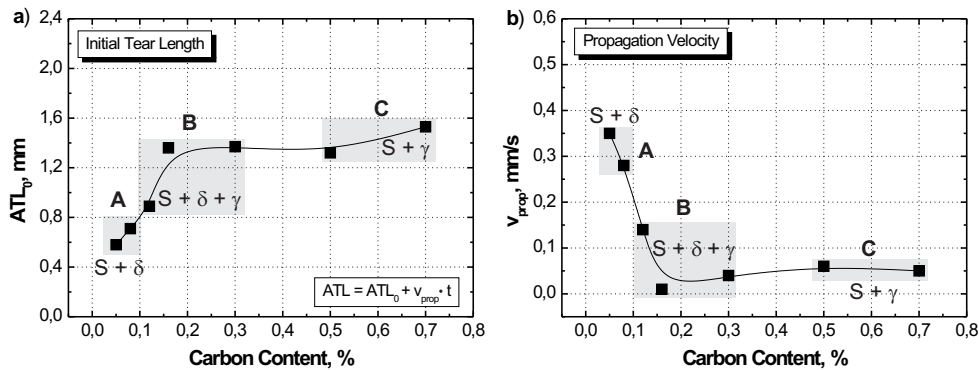 a)
Initial Tear Length
2,4
2,0
1,6
1,2
0,8
0,4
ATL₀, mm
A
B
C
S + δ
S + δ + γ
S + γ
ATL = ATL₀ + v_prop · t
0,0 0,1 0,2 0,3 0,4 0,5 0,6 0,7 0,8
Carbon Content, %
b)
Propagation Velocity
0,6
0,5
0,4
0,3
0,2
0,1
0,0
v_prop, mm/s
S + δ
A
B
S + δ + γ
C
S + γ
0,0 0,1 0,2 0,3 0,4 0,5 0,6 0,7 0,8
Carbon Content, %